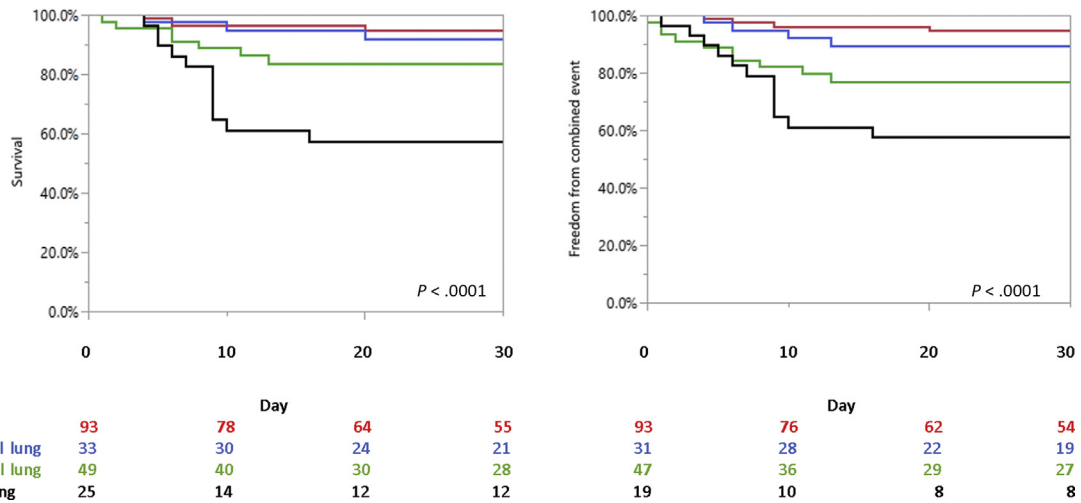 100.0%
80.0%
60.0%
40.0%
20.0%
0.0%
Survival
P < .0001
0 10 20 30
Day
100.0%
80.0%
60.0%
40.0%
20.0%
0.0%
Freedom from combined event
P < .0001
0 10 20 30
Day
93 78 64 55 93 76 62 54
l lung 33 30 24 21 31 28 22 19
l lung 49 40 30 28 47 36 29 27
ng 25 14 12 12 19 10 8 8